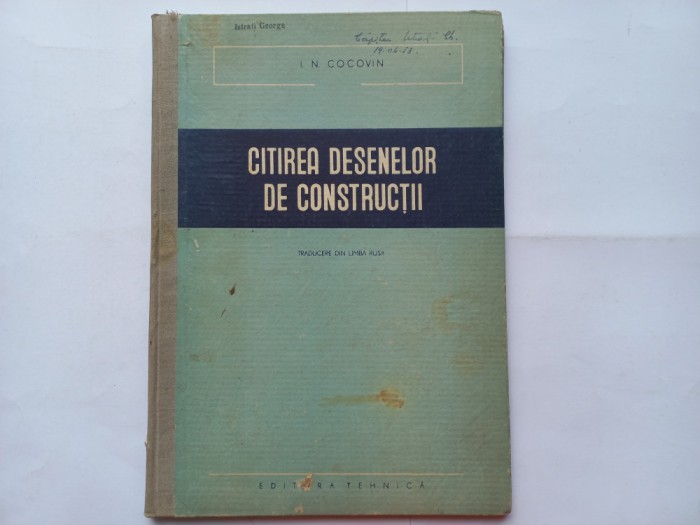 Istrati George
I. N. COCOVIN
CITIREA DESENELOR
DE CONSTRUCȚII
TRADUCERE DIN LIMBA RUSĂ
EDITURA TEHNICĂ